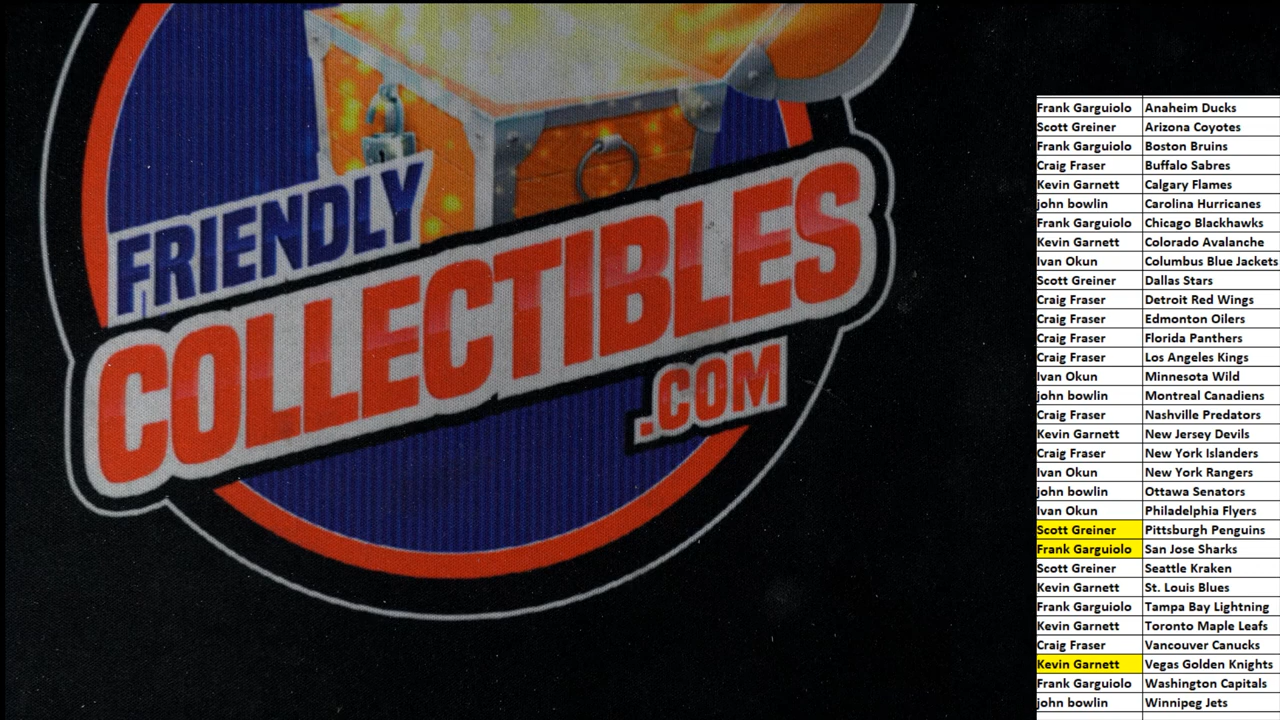 FRIENDLY
COLLECTIBLES
.COM
Frank Garguiolo Anaheim Ducks
Scott Greiner Arizona Coyotes
Frank Garguiolo Boston Bruins
Craig Fraser Buffalo Sabres
Kevin Garnett Calgary Flames
john bowlin Carolina Hurricanes
Frank Garguiolo Chicago Blackhawks
Kevin Garnett Colorado Avalanche
Ivan Okun Columbus Blue Jackets
Scott Greiner Dallas Stars
Craig Fraser Detroit Red Wings
Craig Fraser Edmonton Oilers
Craig Fraser Florida Panthers
Craig Fraser Los Angeles Kings
Ivan Okun Minnesota Wild
john bowlin Montreal Canadiens
Craig Fraser Nashville Predators
Kevin Garnett New Jersey Devils
Craig Fraser New York Islanders
Ivan Okun New York Rangers
john bowlin Ottawa Senators
Ivan Okun Philadelphia Flyers
Scott Greiner Pittsburgh Penguins
Frank Garguiolo San Jose Sharks
Scott Greiner Seattle Kraken
Kevin Garnett St. Louis Blues
Frank Garguiolo Tampa Bay Lightning
Kevin Garnett Toronto Maple Leafs
Craig Fraser Vancouver Canucks
Kevin Garnett Vegas Golden Knights
Frank Garguiolo Washington Capitals
john bowlin Winnipeg Jets